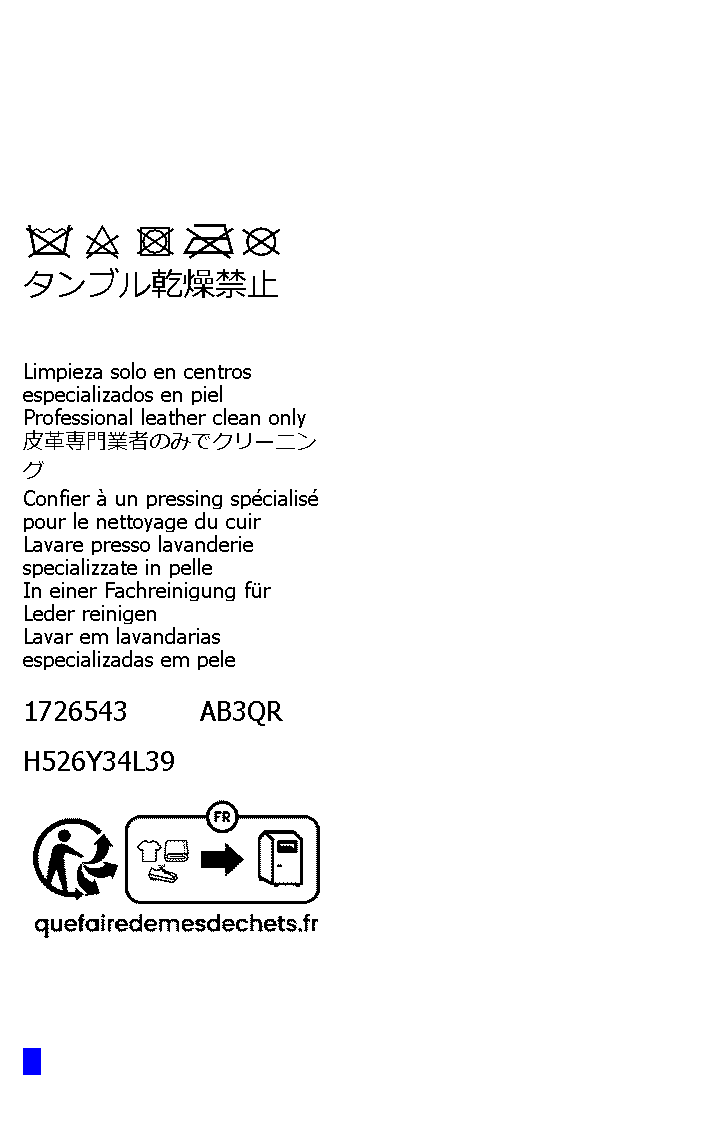 タンブル乾燥禁止
Limpieza solo en centros
especializados en piel
Professional leather clean only
皮革専門業者のみでクリーニン
グ
Confier à un pressing spécialisé
pour le nettoyage du cuir
Lavare presso lavanderie
specializzate in pelle
In einer Fachreinigung für
Leder reinigen
Lavar em lavandarias
especializadas em pele
1726543 AB3QR
H526Y34L39
FR
quefairedemesdechets.fr